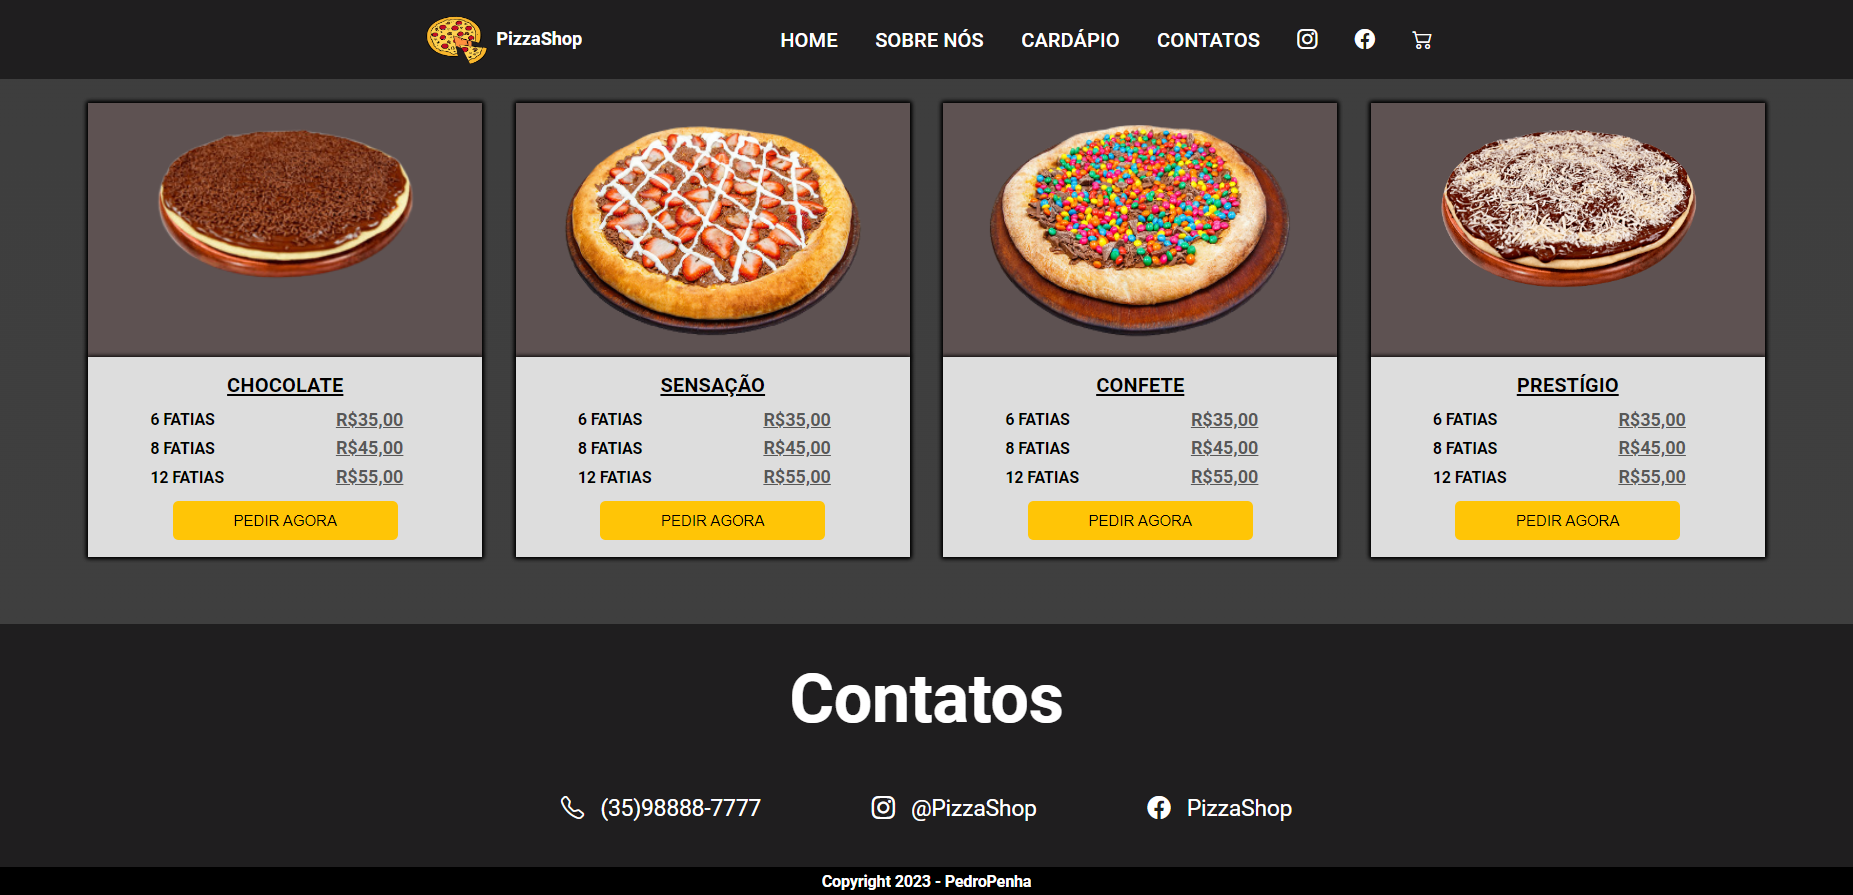 PizzaShop HOME SOBRE NÓS CARDÁPIO CONTATOS
CHOCOLATE
6 FATIAS R$35,00
8 FATIAS R$45,00
12 FATIAS R$55,00
PEDIR AGORA
SENSAÇÃO
6 FATIAS R$35,00
8 FATIAS R$45,00
12 FATIAS R$55,00
PEDIR AGORA
CONFETE
6 FATIAS R$35,00
8 FATIAS R$45,00
12 FATIAS R$55,00
PEDIR AGORA
PRESTÍGIO
6 FATIAS R$35,00
8 FATIAS R$45,00
12 FATIAS R$55,00
PEDIR AGORA
Contatos
(35)98888-7777 @PizzaShop PizzaShop
Copyright 2023 - PedroPenha